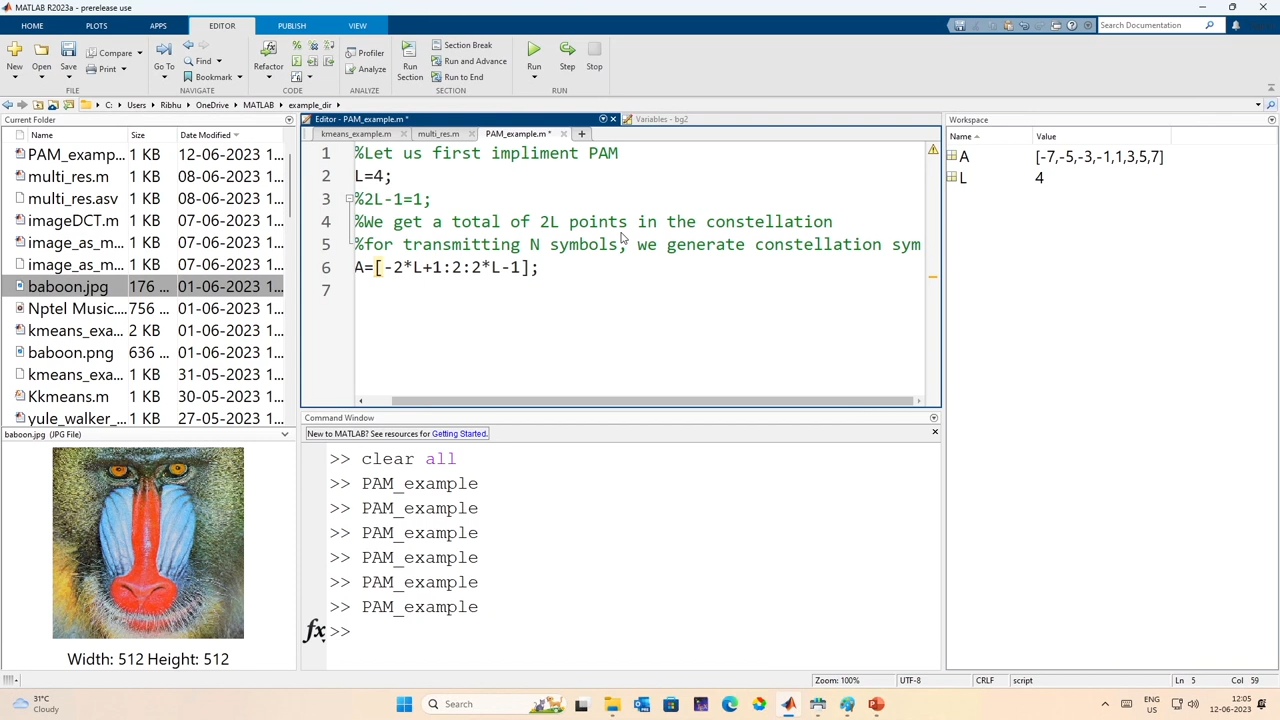 MATLAB R2023a - prerelease use
HOME PLOTS APPS EDITOR PUBLISH VIEW
Search Documentation
New Open Save Compare Print Go To Find Bookmark Refactor Profiler Analyze Run Section Section Break Run and Advance Run to End Run Step Stop
FILE NAVIGATE CODE ANALYZE SECTION RUN
C: Users Ribhu OneDrive MATLAB example_dir
Current Folder
Name Size Date Modified
PAM_examp... 1 KB 12-06-2023 1...
multi_res.m 1 KB 08-06-2023 1...
multi_res.asv 1 KB 08-06-2023 1...
imageDCT.m 1 KB 07-06-2023 1...
image_as_m... 1 KB 07-06-2023 1...
image_as_m... 1 KB 07-06-2023 1...
baboon.jpg 176 ... 01-06-2023 1...
Nptel Music.... 756 ... 01-06-2023 1...
kmeans_exa... 2 KB 01-06-2023 1...
baboon.png 636 ... 01-06-2023 1...
kmeans_exa... 1 KB 31-05-2023 1...
Kkmeans.m 1 KB 30-05-2023 1...
yule_walker_... 1 KB 27-05-2023 1...
baboon.jpg (JPG File)
Width: 512 Height: 512
Editor - PAM_example.m *
Variables - bg2
kmeans_example.m multi_res.m PAM_example.m *
1 %Let us first impliment PAM
2 L=4;
3 %2L-1=1;
4 %We get a total of 2L points in the constellation
5 %for transmitting N symbols, we generate constellation sym
6 A=[-2*L+1:2:2*L-1];
7
Command Window
New to MATLAB? See resources for Getting Started.
>> clear all
>> PAM_example
>> PAM_example
>> PAM_example
>> PAM_example
>> PAM_example
>> PAM_example
fx >>
Workspace
Name Value
A [-7,-5,-3,-1,1,3,5,7]
L 4
Zoom: 100% UTF-8 CRLF script Ln 5 Col 59
31°C
Cloudy
Search
ENG
US
12:05
12-06-2023